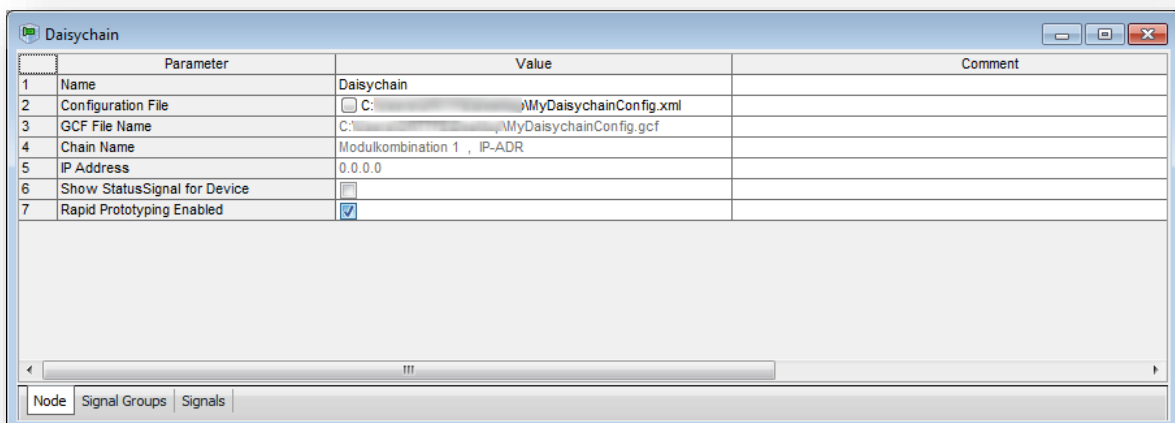 Daisychain
Parameter Value Comment
1 Name Daisychain
2 Configuration File C: \MyDaisychainConfig.xml
3 GCF File Name C:\ \MyDaisychainConfig.gcf
4 Chain Name Modulkombination 1 , IP-ADR
5 IP Address 0.0.0.0
6 Show StatusSignal for Device
7 Rapid Prototyping Enabled
Node Signal Groups Signals